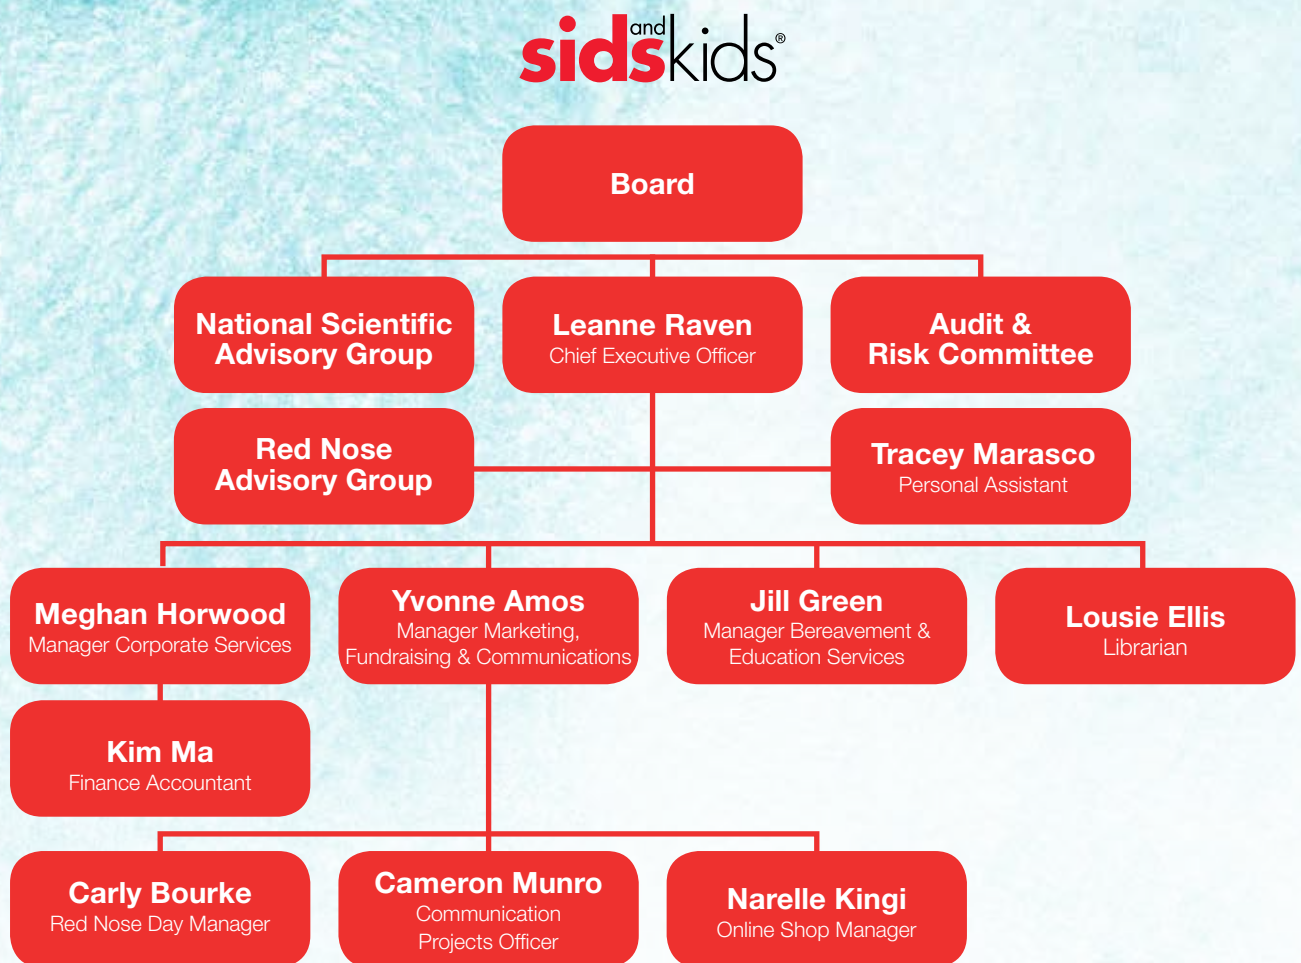 sids and kids®
Board
National Scientific
Advisory Group
Leanne Raven
Chief Executive Officer
Audit &
Risk Committee
Red Nose
Advisory Group
Tracey Marasco
Personal Assistant
Meghan Horwood
Manager Corporate Services
Yvonne Amos
Manager Marketing,
Fundraising & Communications
Jill Green
Manager Bereavement &
Education Services
Lousie Ellis
Librarian
Kim Ma
Finance Accountant
Carly Bourke
Red Nose Day Manager
Cameron Munro
Communication
Projects Officer
Narelle Kingi
Online Shop Manager